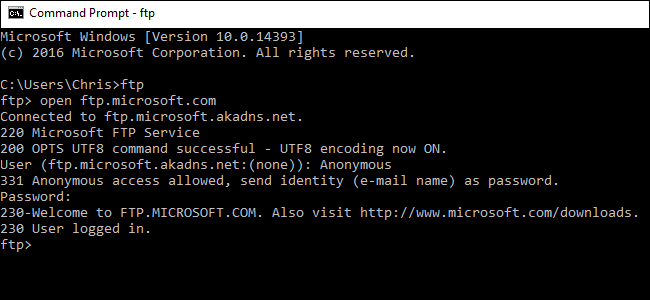 Command Prompt - ftp
Microsoft Windows [Version 10.0.14393]
(c) 2016 Microsoft Corporation. All rights reserved.
C:\Users\Chris>ftp
ftp> open ftp.microsoft.com
Connected to ftp.microsoft.akadns.net.
220 Microsoft FTP Service
200 OPTS UTF8 command successful - UTF8 encoding now ON.
User (ftp.microsoft.akadns.net:(none)): Anonymous
331 Anonymous access allowed, send identity (e-mail name) as password.
Password:
230-Welcome to FTP.MICROSOFT.COM. Also visit http://www.microsoft.com/downloads.
230 User logged in.
ftp>